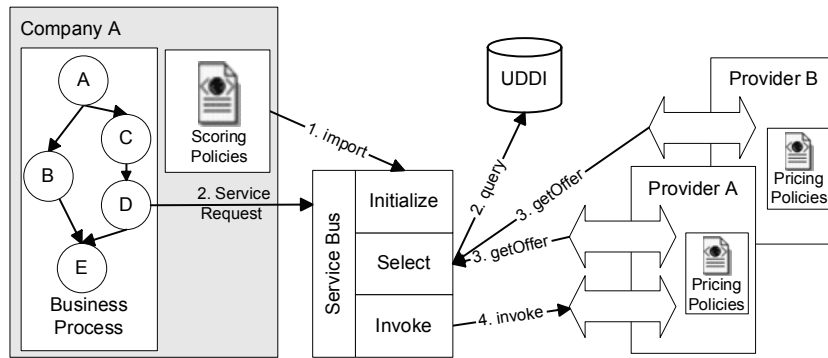 Company A
A
C
B
D
E
Business
Process
Scoring
Policies
1. import
2. Service
Request
Service Bus
Initialize
Select
Invoke
UDDI
2. query
3. getOffer
3. getOffer
4. invoke
Provider B
Pricing
Policies
Provider A
Pricing
Policies